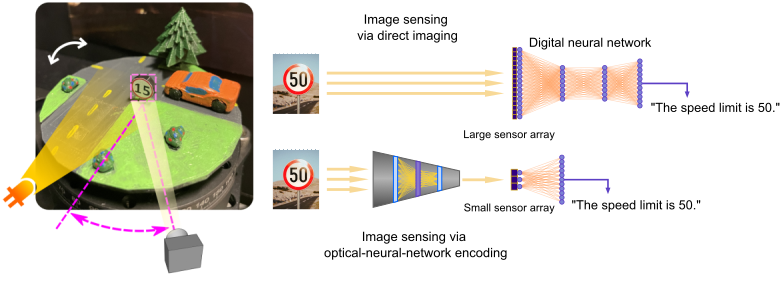 15
Image sensing
via direct imaging
Digital neural network
50
"The speed limit is 50."
Large sensor array
50
Small sensor array
"The speed limit is 50."
Image sensing via
optical-neural-network encoding